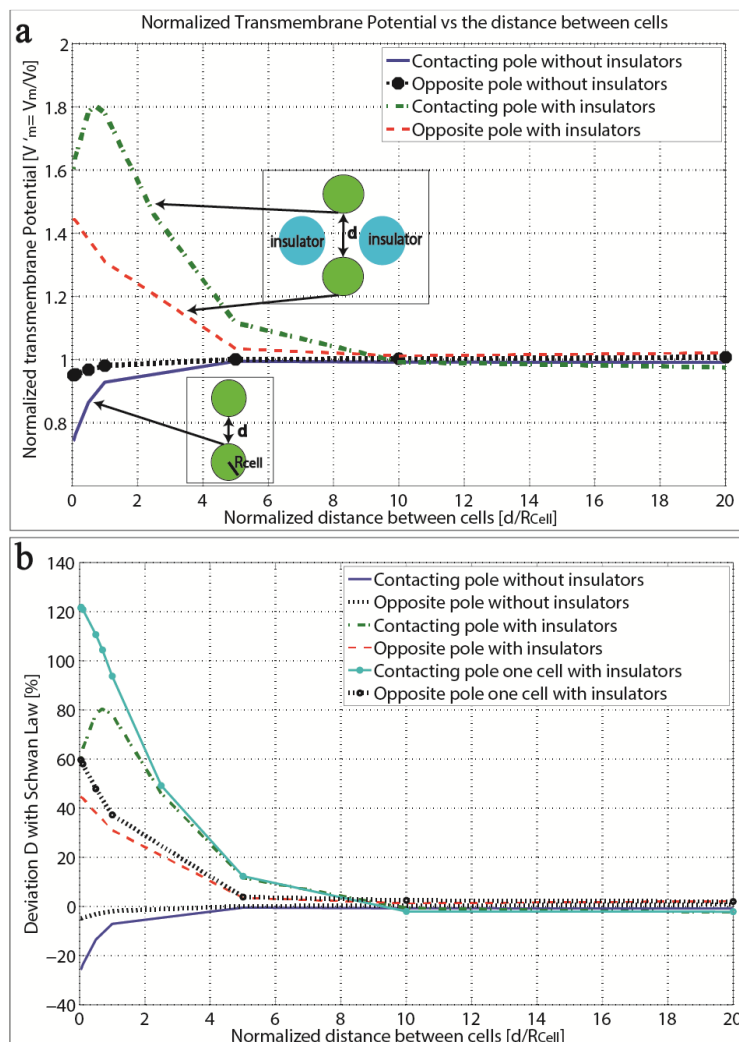 a
Normalized Transmembrane Potential vs the distance between cells
Normalized transmembrane Potential [V'm= Vm/V0]
2
1.8
1.6
1.4
1.2
1
0.8
Contacting pole without insulators
Opposite pole without insulators
Contacting pole with insulators
Opposite pole with insulators
insulator
d
insulator
d
Rcell
0 2 4 6 8 10 12 14 16 18 20
Normalized distance between cells [d/RCell]
b
Deviation D with Schwan Law [%]
140
120
100
80
60
40
20
0
−20
−40
Contacting pole without insulators
Opposite pole without insulators
Contacting pole with insulators
Opposite pole with insulators
Contacting pole one cell with insulators
Opposite pole one cell with insulators
0 2 4 6 8 10 12 14 16 18 20
Normalized distance between cells [d/RCell]